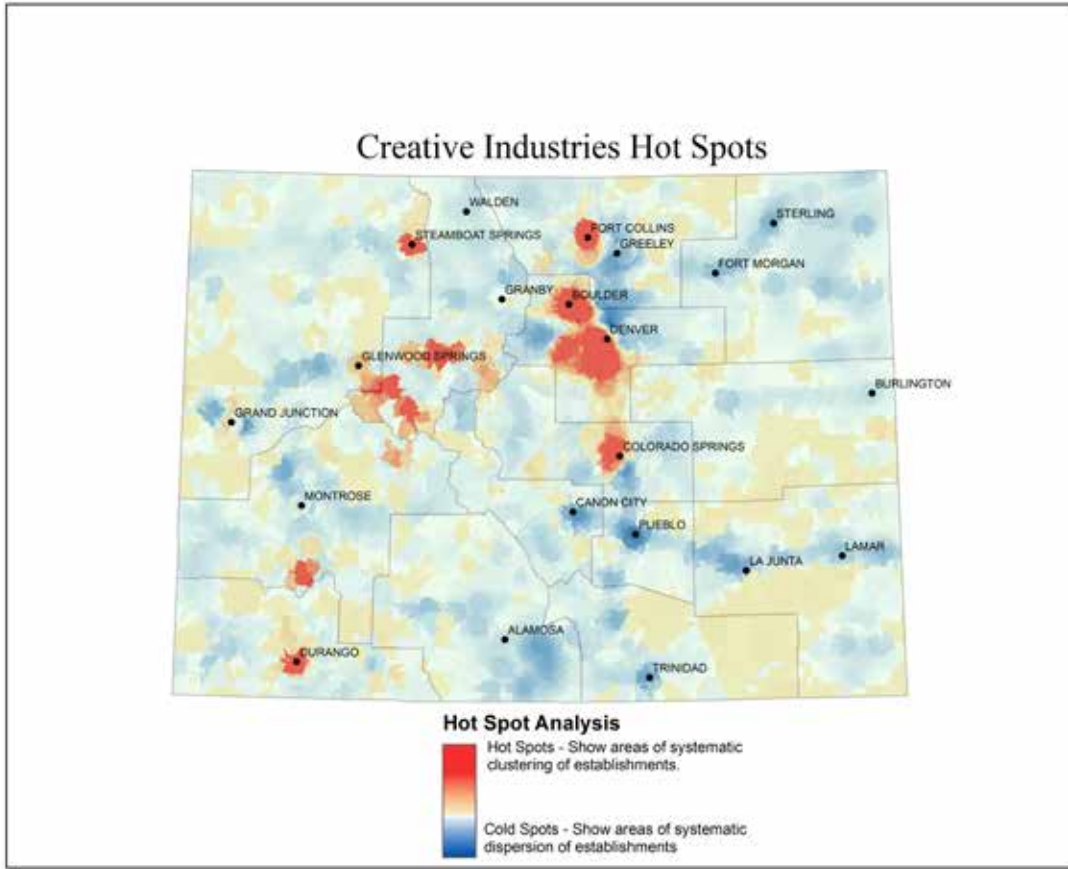 Creative Industries Hot Spots
WALDEN
STERLING
STEAMBOAT SPRINGS
FORT COLLINS
GREELEY
FORT MORGAN
GRANBY
BOULDER
DENVER
GLENWOOD SPRINGS
BURLINGTON
GRAND JUNCTION
COLORADO SPRINGS
MONTROSE
CANON CITY
PUEBLO
LAMAR
LA JUNTA
ALAMOSA
DURANGO
TRINIDAD
Hot Spot Analysis
Hot Spots - Show areas of systematic
clustering of establishments.
Cold Spots - Show areas of systematic
dispersion of establishments